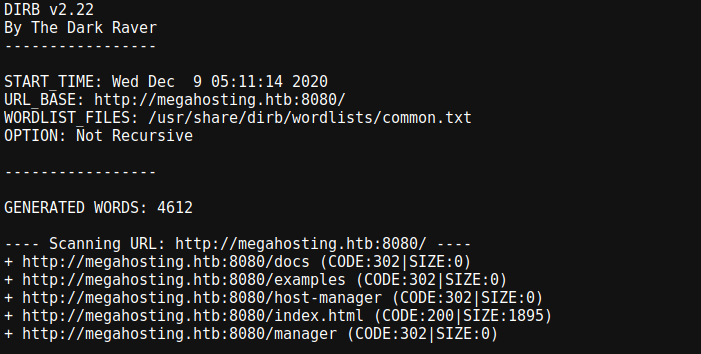 DIRB v2.22
By The Dark Raver
-----------------
START_TIME: Wed Dec  9 05:11:14 2020
URL_BASE: http://megahosting.htb:8080/
WORDLIST_FILES: /usr/share/dirb/wordlists/common.txt
OPTION: Not Recursive
-----------------
GENERATED WORDS: 4612
---- Scanning URL: http://megahosting.htb:8080/ ----
+ http://megahosting.htb:8080/docs (CODE:302|SIZE:0)
+ http://megahosting.htb:8080/examples (CODE:302|SIZE:0)
+ http://megahosting.htb:8080/host-manager (CODE:302|SIZE:0)
+ http://megahosting.htb:8080/index.html (CODE:200|SIZE:1895)
+ http://megahosting.htb:8080/manager (CODE:302|SIZE:0)